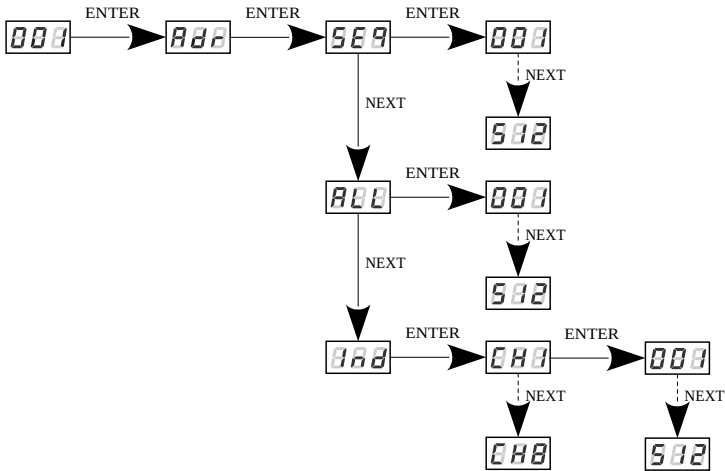 ENTER ENTER ENTER
001 Adr SEq 001
NEXT NEXT
512
ENTER
ALL 001
NEXT NEXT
512
ENTER ENTER
Ind CH1 001
NEXT NEXT
CH8 512